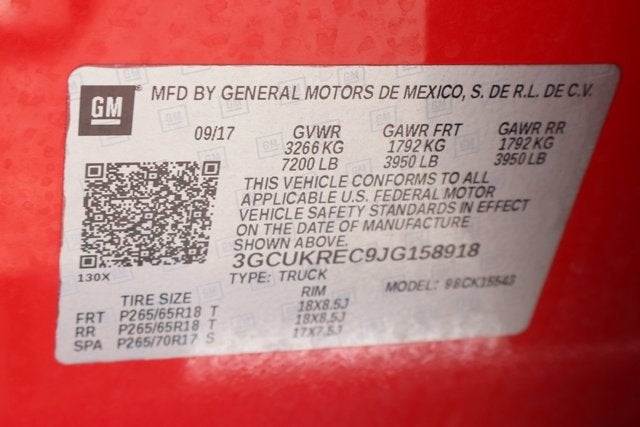 GM MFD BY GENERAL MOTORS DE MEXICO, S. DE R.L. DE C.V.
09/17 GVWR GAWR FRT GAWR RR
3266 KG 1792 KG 1792 KG
7200 LB 3950 LB 3950 LB
THIS VEHICLE CONFORMS TO ALL
APPLICABLE U.S. FEDERAL MOTOR
VEHICLE SAFETY STANDARDS IN EFFECT
ON THE DATE OF MANUFACTURE
SHOWN ABOVE.
3GCUKREC9JG158918
130X TYPE: TRUCK MODEL: 98CK15543
TIRE SIZE RIM
FRT P265/65R18 T 18X8.5J
RR P265/65R18 T 18X8.5J
SPA P265/70R17 S 17X7.5J